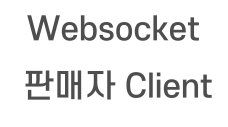 Websocket
판매자 Client